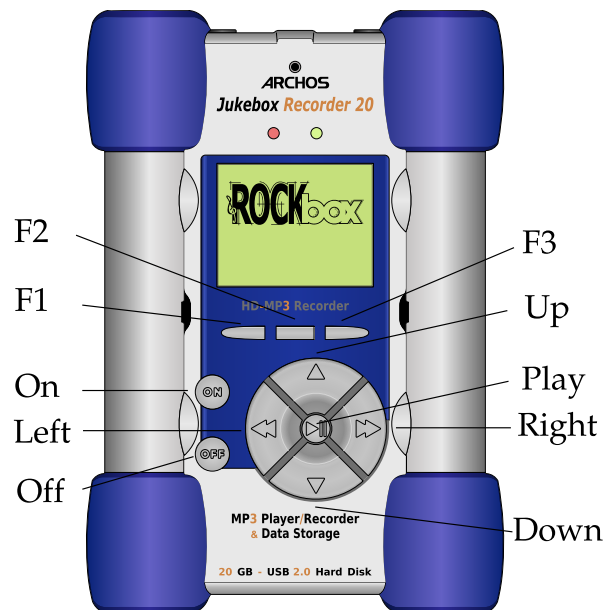 ARCHOS
Jukebox Recorder 20
ROCKbox
F2
F3
F1
HD-MP3 Recorder
Up
On
ON
Play
Left
Right
OFF
Off
MP3 Player/Recorder
& Data Storage
Down
20 GB - USB 2.0 Hard Disk